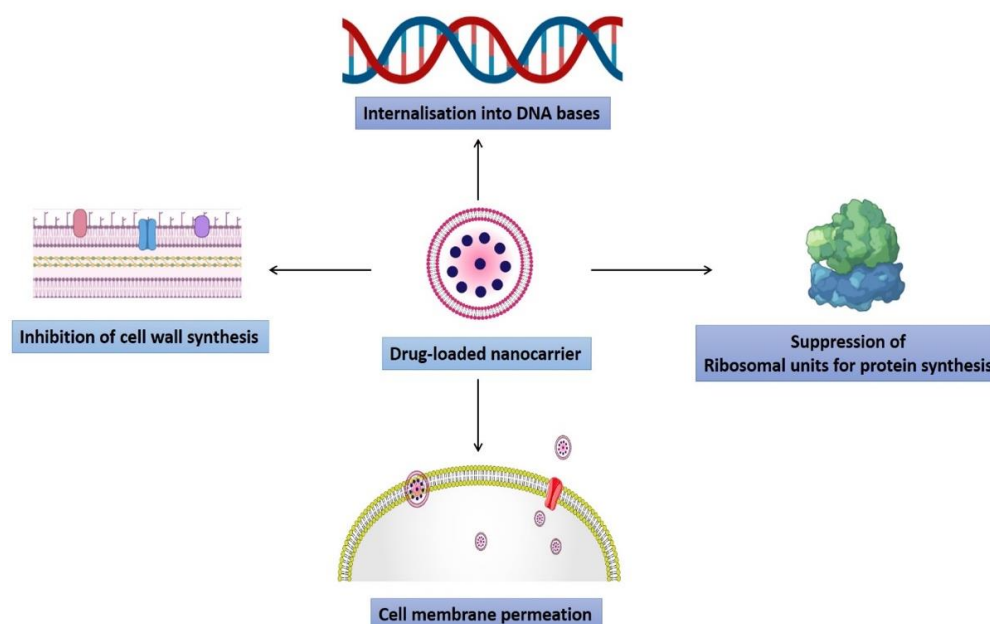 Internalisation into DNA bases
Inhibition of cell wall synthesis
Drug-loaded nanocarrier
Suppression of
Ribosomal units for protein synthesis
Cell membrane permeation